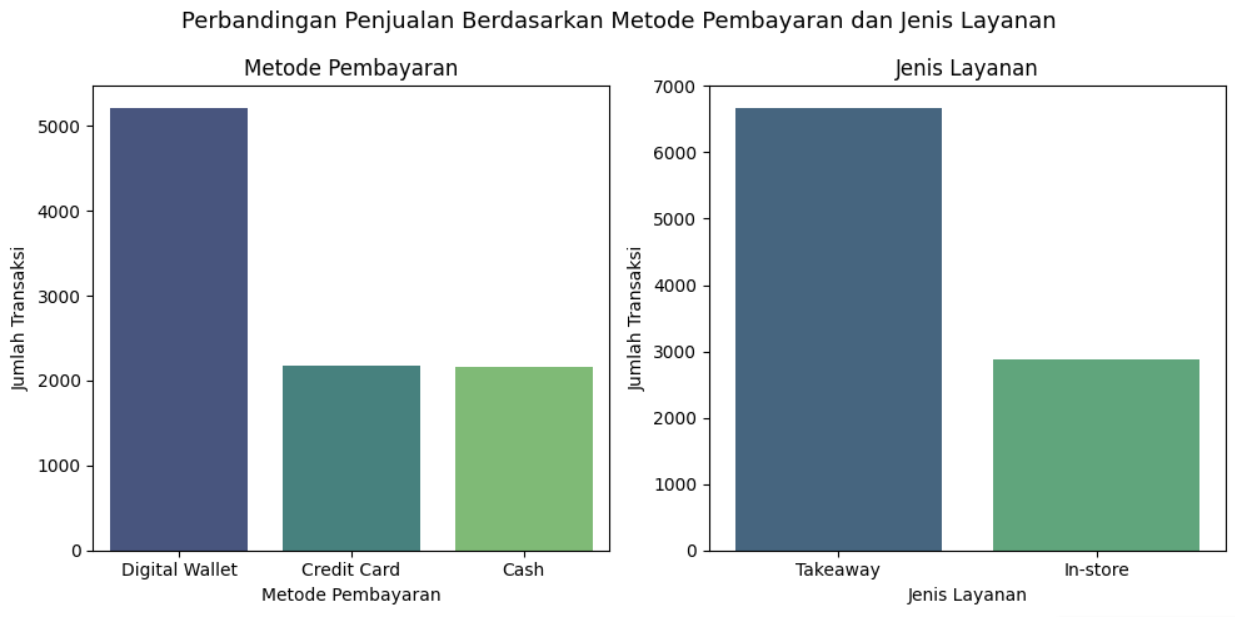 Perbandingan Penjualan Berdasarkan Metode Pembayaran dan Jenis Layanan
Metode Pembayaran
5000
4000
3000
2000
1000
0
Jumlah Transaksi
Digital Wallet
Credit Card
Cash
Metode Pembayaran
Jenis Layanan
7000
6000
5000
4000
3000
2000
1000
0
Jumlah Transaksi
Takeaway
In-store
Jenis Layanan